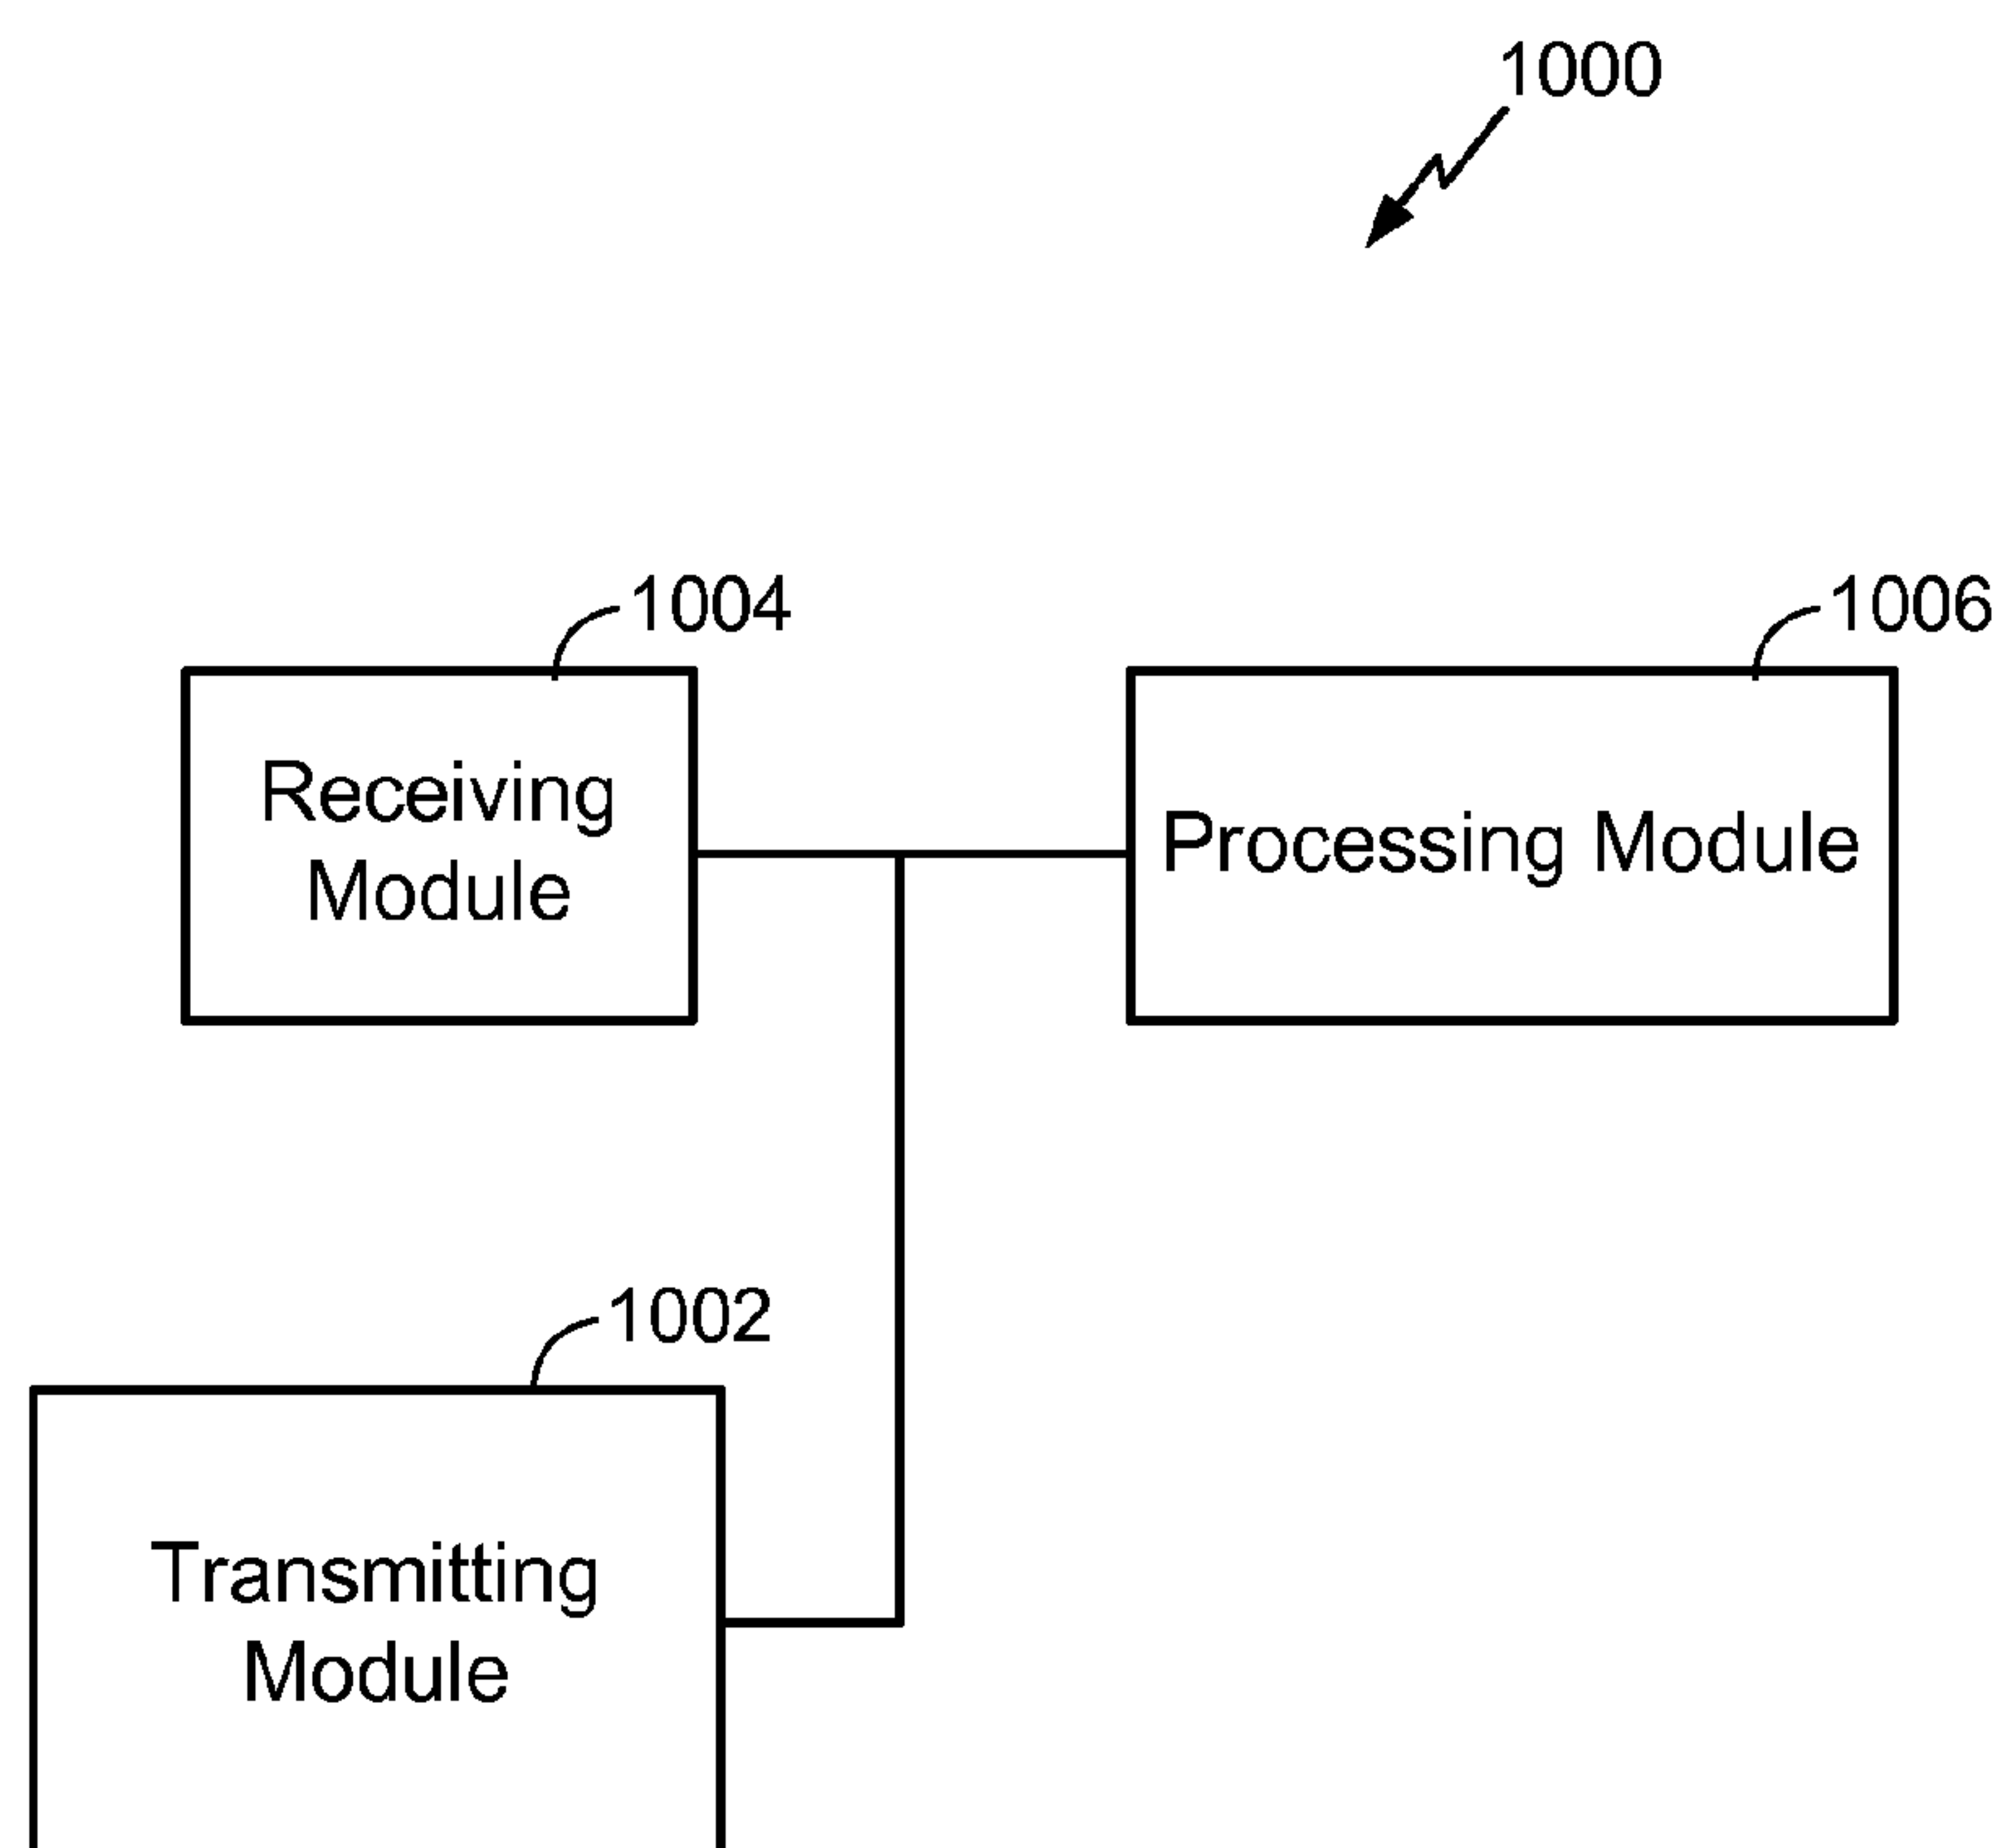 1000
1004
1006
Receiving
Module
Processing Module
1002
Transmitting
Module